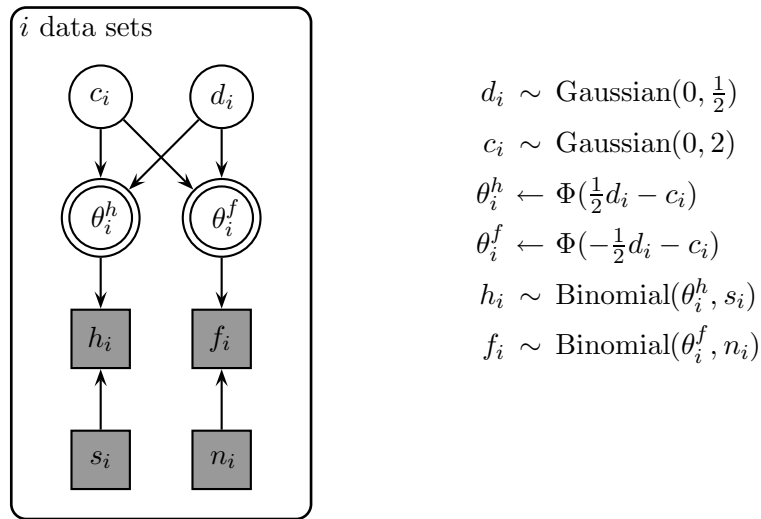 i data sets
c_i d_i
θ_i^h θ_i^f
h_i f_i
s_i n_i
d_i ∼ Gaussian(0, 1/2)
c_i ∼ Gaussian(0, 2)
θ_i^h ← Φ(1/2 d_i − c_i)
θ_i^f ← Φ(−1/2 d_i − c_i)
h_i ∼ Binomial(θ_i^h, s_i)
f_i ∼ Binomial(θ_i^f, n_i)